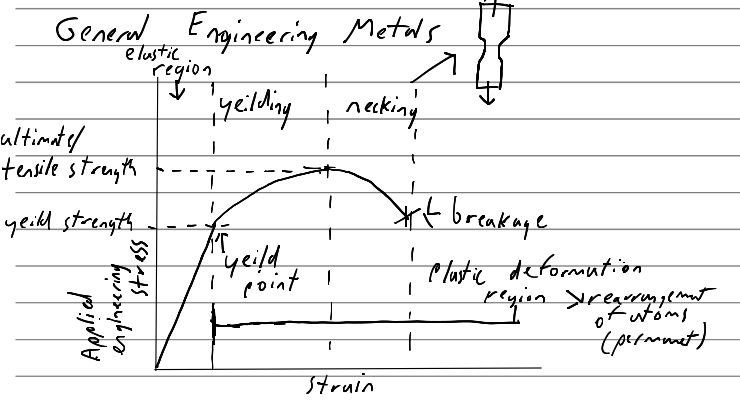 General Engineering Metals
elastic
region
yeilding
necking
ultimate/
tensile strength
yeild strength
breakage
yeild
point
Applied
engineering
stress
plastic deformation
region
rearrangement
of atoms
(permanet)
strain